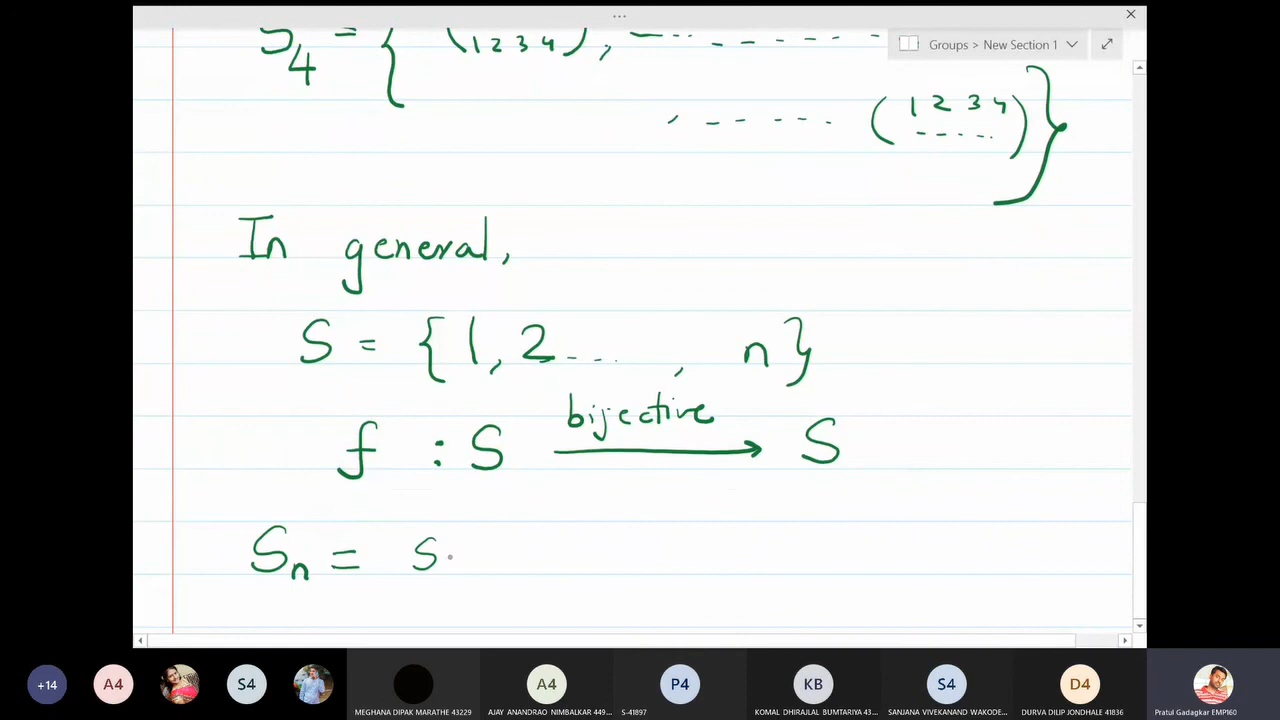 S4 = { (1 2 3 4), - - - - - - -
Groups > New Section 1
, - - - - - (1 2 3 4 - - - - -) }
In general,
S = {1, 2 - - - , n}
bijective
f : S ⟶ S
Sn = S
+14 A4 S4 A4 P4 KB S4 D4
MEGHANA DIPAK MARATHE 43229 AJAY ANANDRAO NIMBALKAR 449... S-41897 KOMAL DHIRAJLAL BUMTARIYA 43... SANJANA VIVEKANAND WAKODE... DURVA DILIP JONDHALE 41836 Pratul Gadagkar EMP160